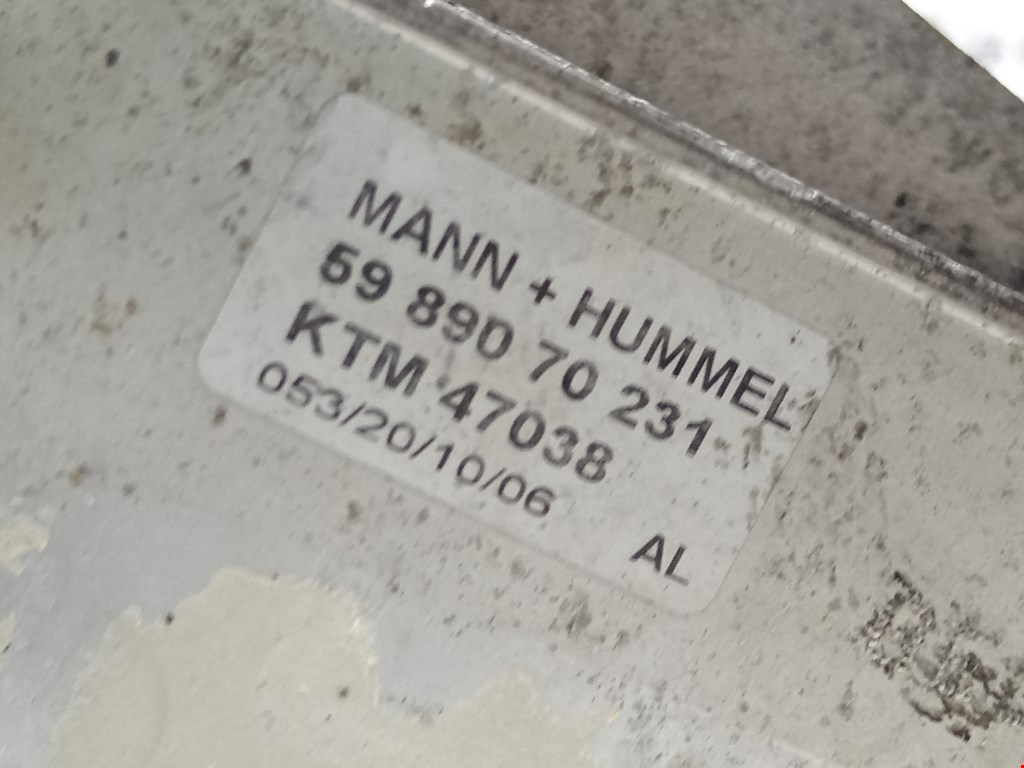 MANN + HUMMEL
59 890 70 231
KTM 47038
053/20/10/06
AL